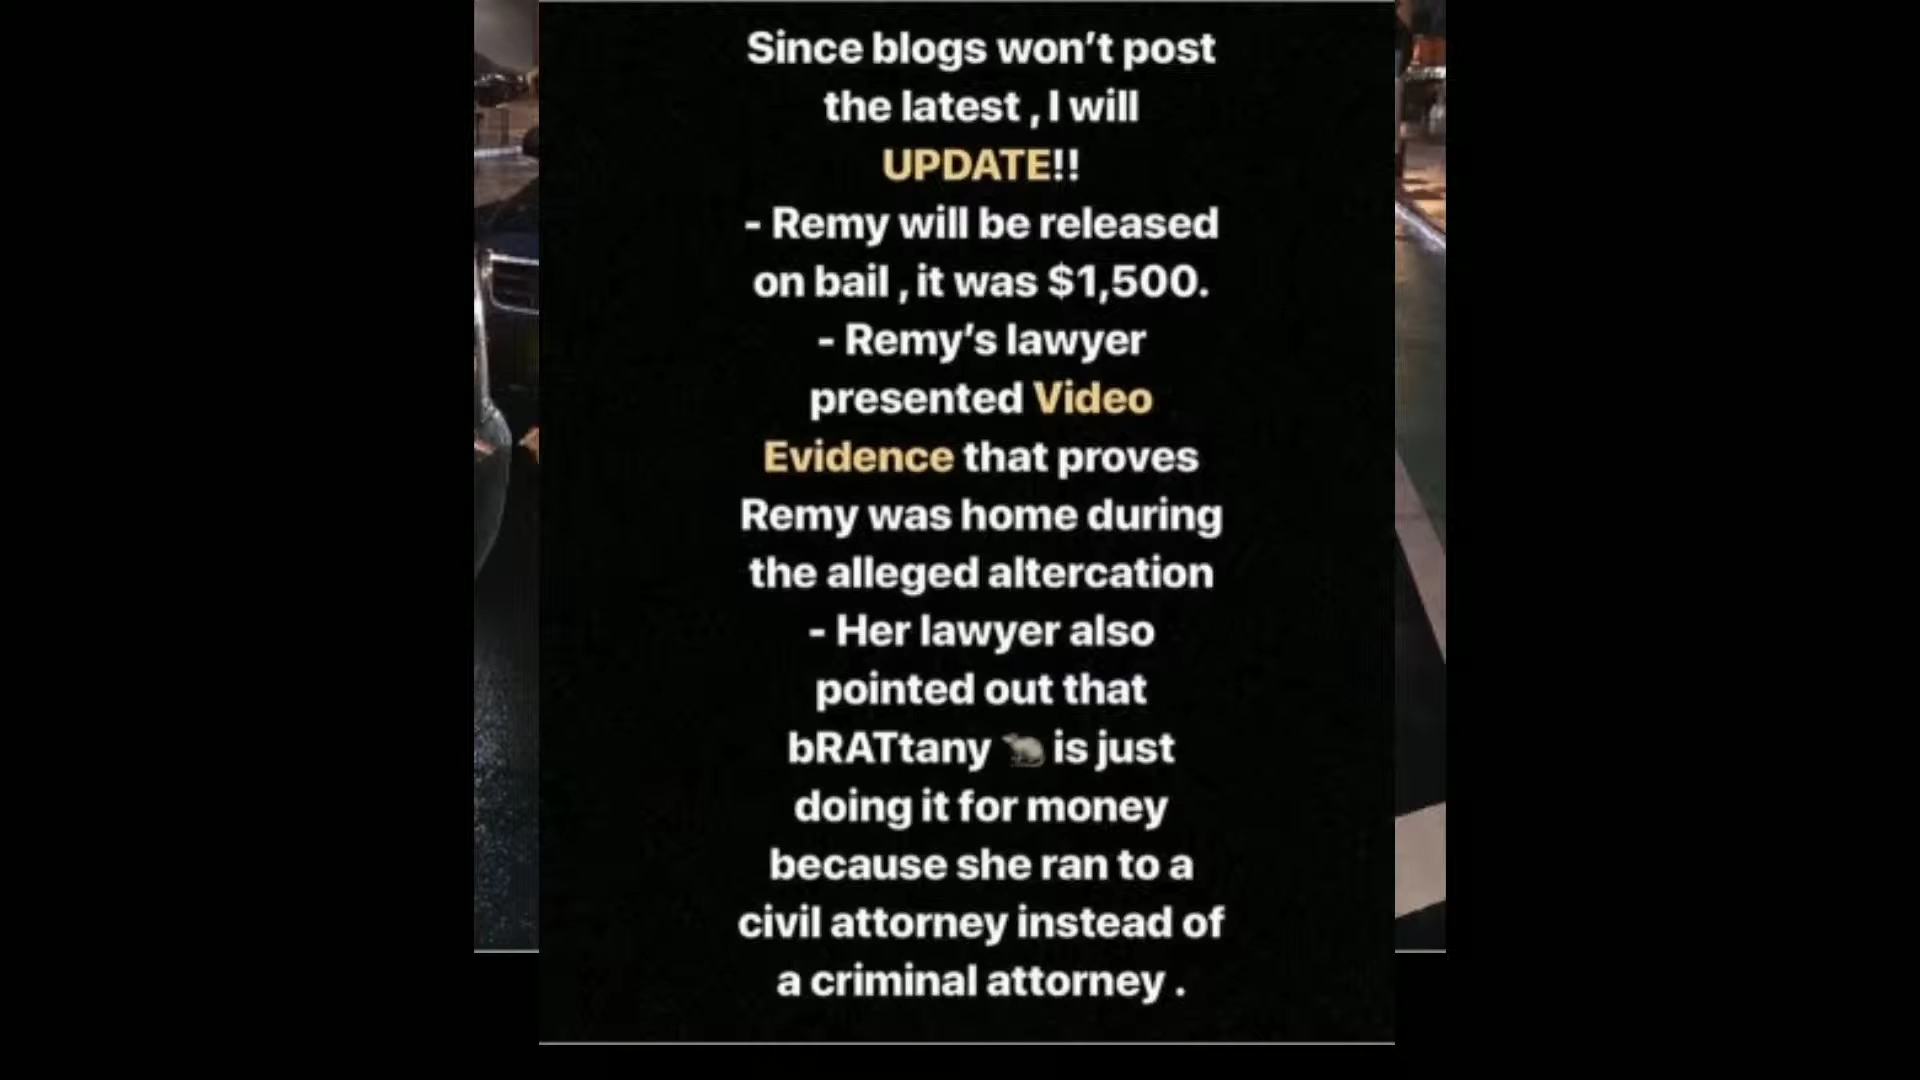 Since blogs won’t post
the latest , I will
UPDATE!!
- Remy will be released
on bail , it was $1,500.
- Remy’s lawyer
presented Video
Evidence that proves
Remy was home during
the alleged altercation
- Her lawyer also
pointed out that
bRATtany 🐀 is just
doing it for money
because she ran to a
civil attorney instead of
a criminal attorney .